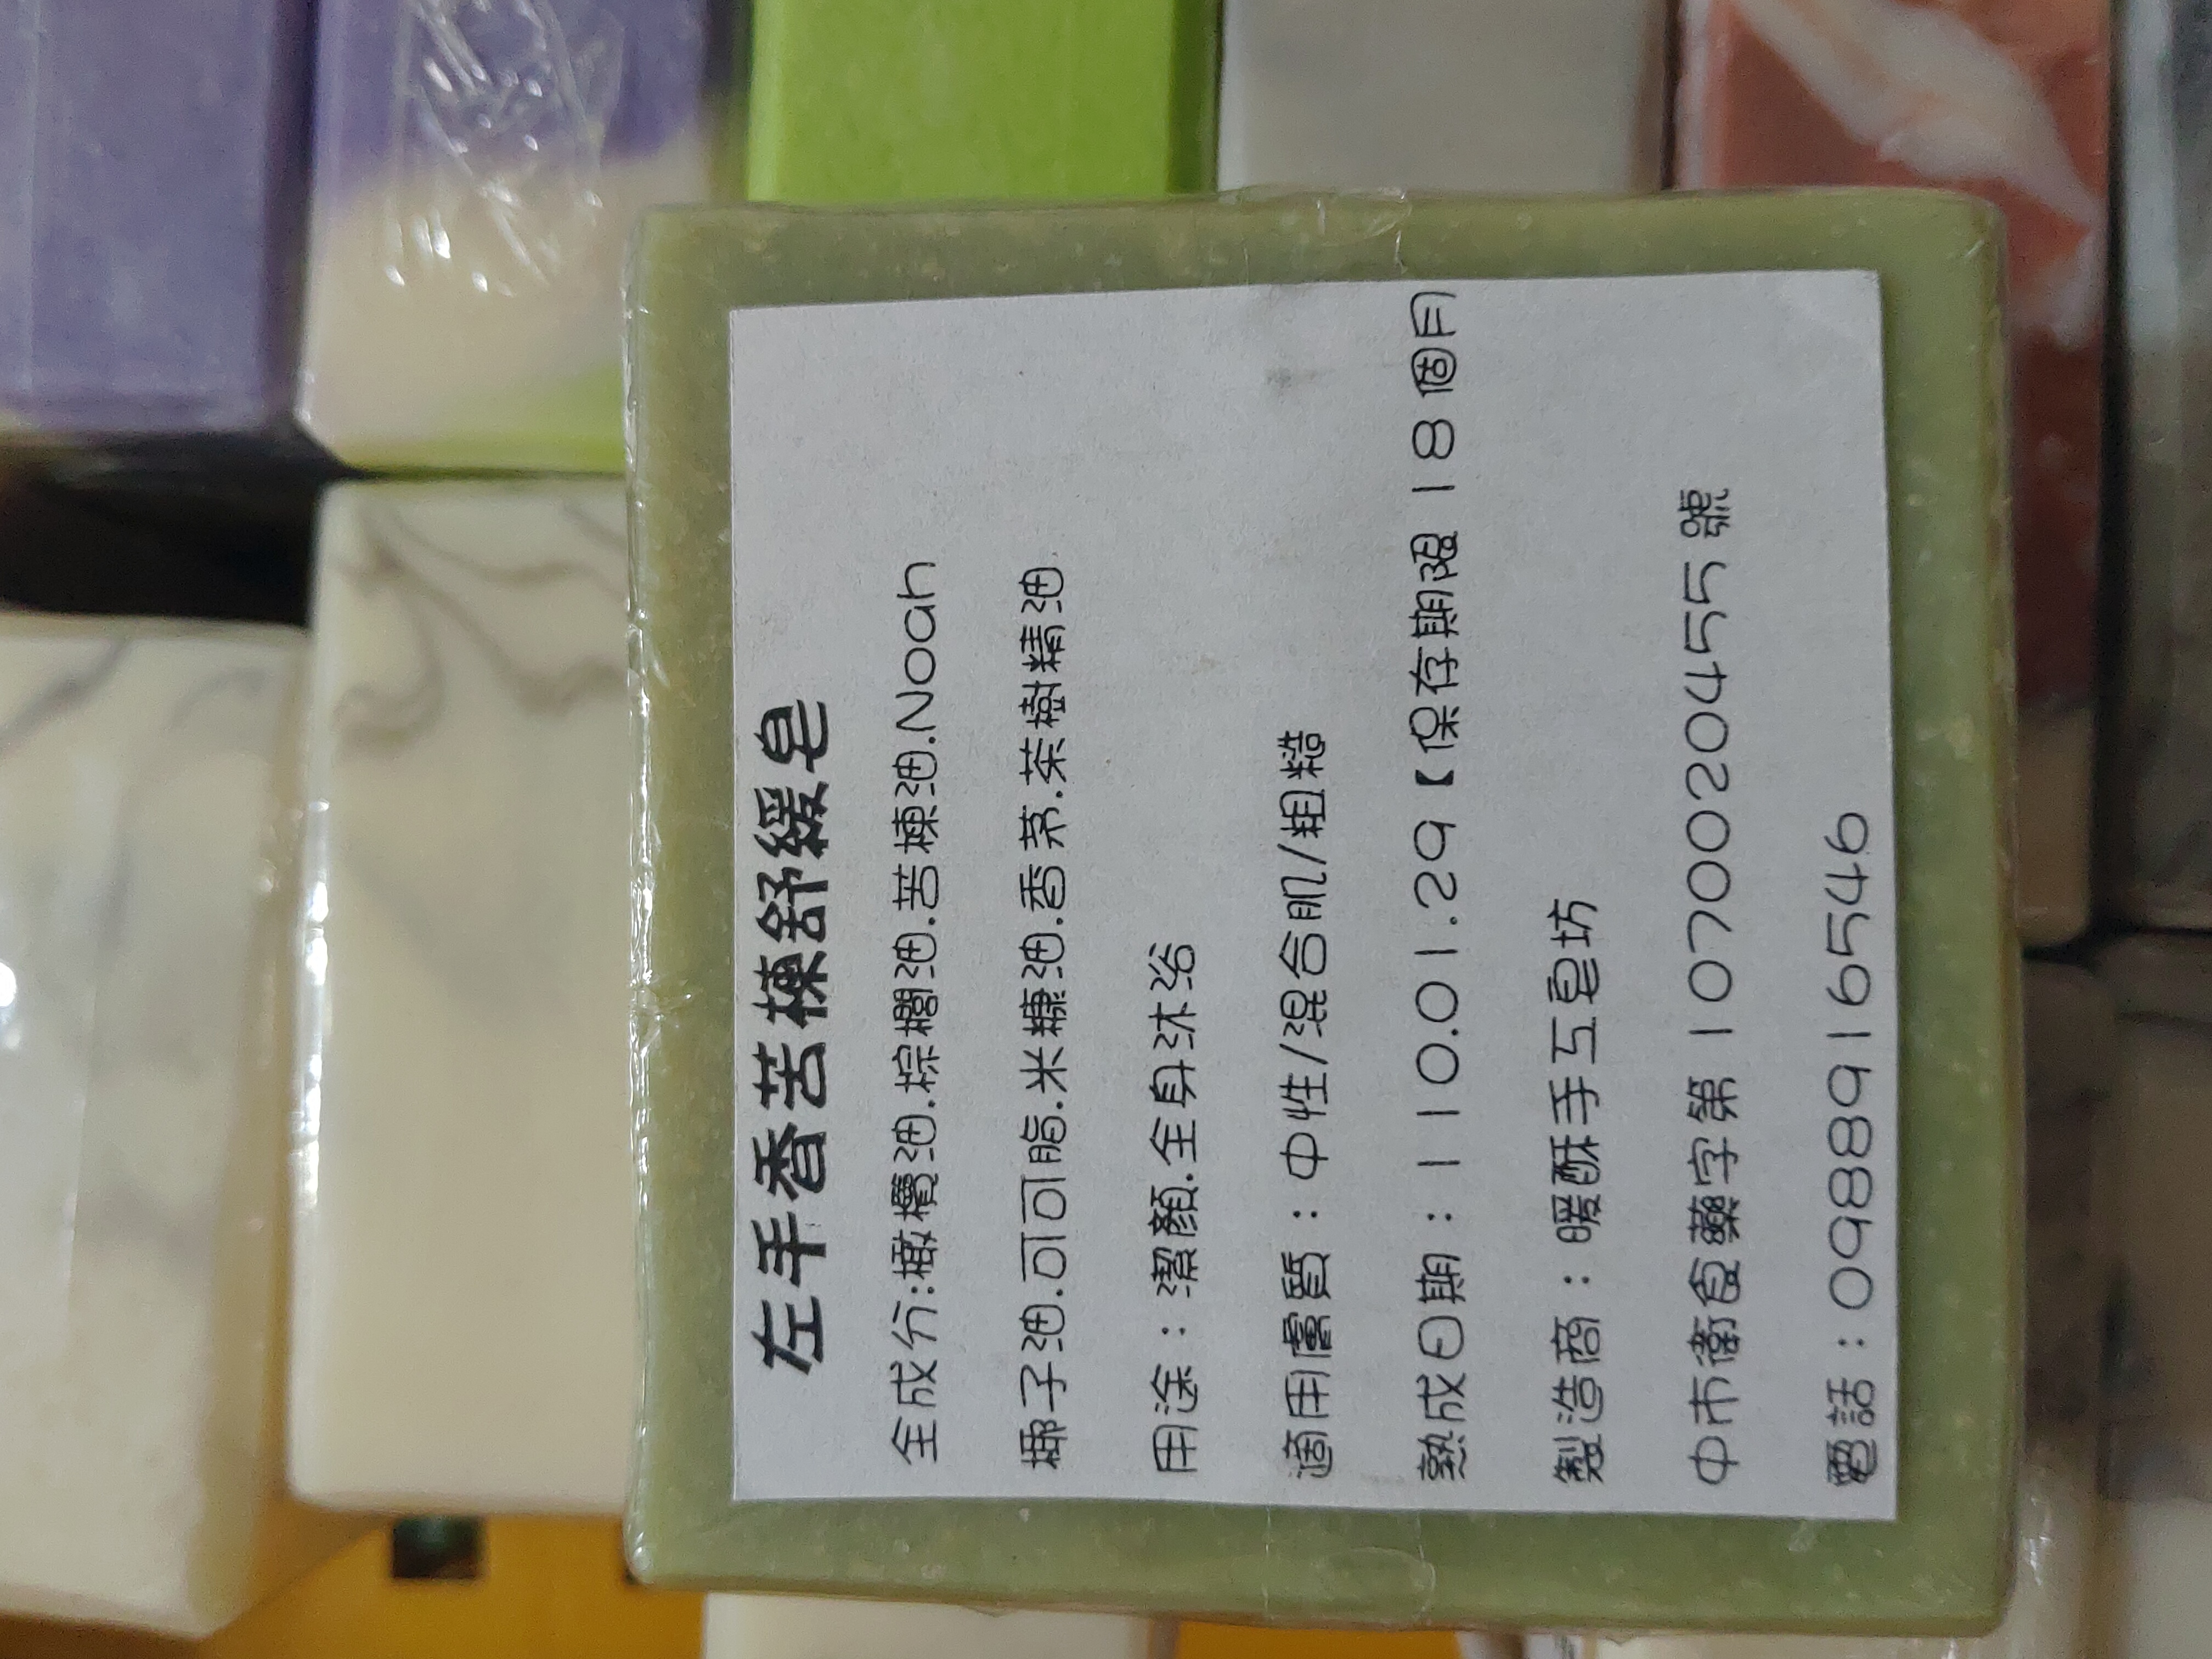 左手香苦楝舒緩皂
全成分:橄欖油.棕櫚油.苦楝油.Noah
椰子油.可可脂.米糠油.香茅.茶樹精油
用途：潔顏.全身沐浴
適用膚質：中性/混合肌/粗糙
熟成日期：110.01.29【保存期限 18 個月
製造商：暖酥手工皂坊
中市衛食藥字第 1070020455 號
電話：0988916546